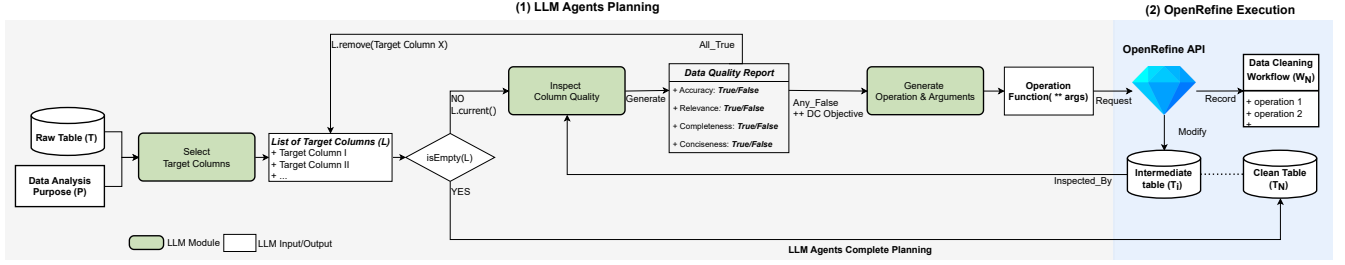 (1) LLM Agents Planning
(2) OpenRefine Execution
Raw Table (T)
Data Analysis
Purpose (P)
Select
Target Columns
L.remove(Target Column X)
All_True
List of Target Columns (L)
+ Target Column I
+ Target Column II
+ ...
isEmpty(L)
NO
L.current()
YES
Inspect
Column Quality
Generate
Data Quality Report
+ Accuracy: True/False
+ Relevance: True/False
+ Completeness: True/False
+ Conciseness: True/False
Any_False
++ DC Objective
Generate
Operation & Arguments
Operation
Function( ** args)
Request
OpenRefine API
Record
Data Cleaning
Workflow (WN)
+ operation 1
+ operation 2
+
Modify
Inspected_By
Intermediate
table (Ti)
Clean Table
(TN)
LLM Module
LLM Input/Output
LLM Agents Complete Planning